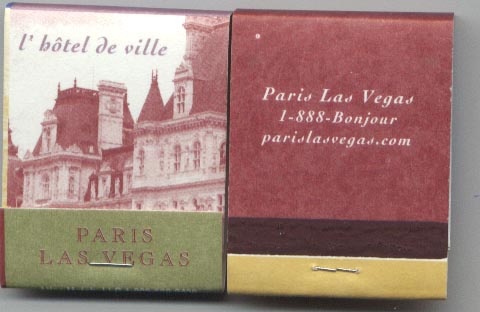 l' hôtel de ville
PARIS
LAS VEGAS
Paris Las Vegas
1-888-Bonjour
parislasvegas.com